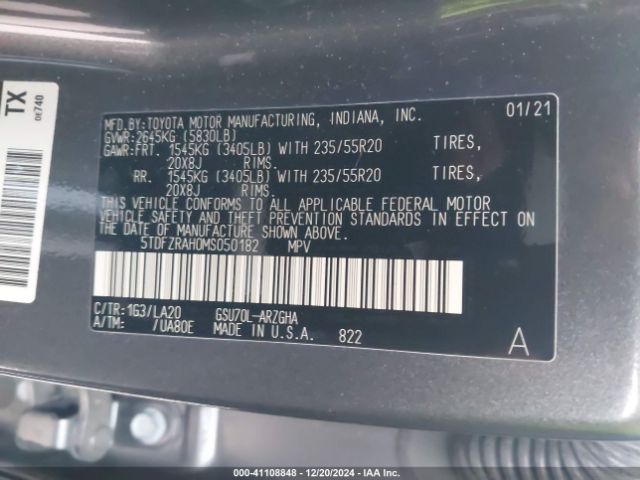 TX
0E740
MFD.BY:TOYOTA MOTOR MANUFACTURING, INDIANA, INC. 01/21
GVWR:2645KG (5830LB)
GAWR:FRT. 1545KG (3405LB) WITH 235/55R20 TIRES,
20X8J RIMS.
RR. 1545KG (3405LB) WITH 235/55R20 TIRES,
20X8J RIMS.
THIS VEHICLE CONFORMS TO ALL APPLICABLE FEDERAL MOTOR
VEHICLE SAFETY AND THEFT PREVENTION STANDARDS IN EFFECT ON
THE DATE OF MANUFACTURE SHOWN ABOVE.
5TDFZRAH0MS050182 MPV
C/TR:1G3/LA20 GSU70L-ARZGHA
A/TM: /UA80E MADE IN U.S.A. 822
A
000-41108848 - 12/20/2024 - IAA Inc.